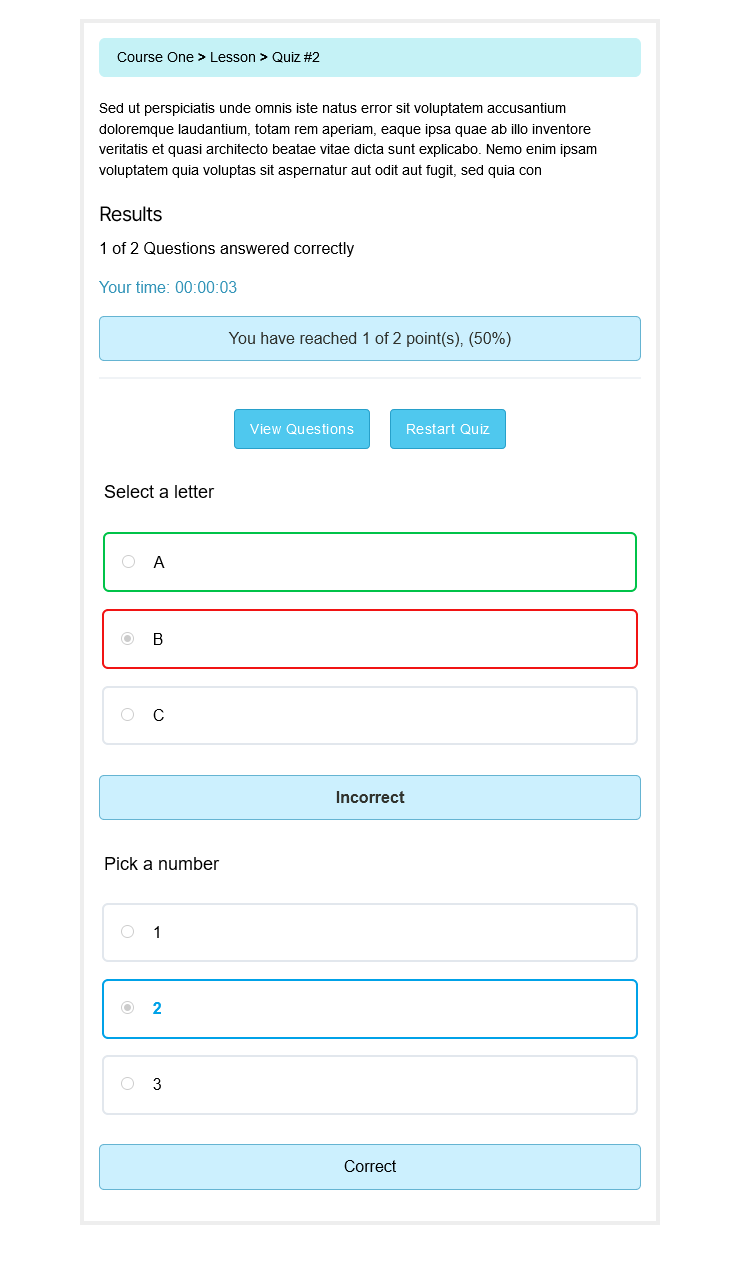 Course One > Lesson > Quiz #2
Sed ut perspiciatis unde omnis iste natus error sit voluptatem accusantium
doloremque laudantium, totam rem aperiam, eaque ipsa quae ab illo inventore
veritatis et quasi architecto beatae vitae dicta sunt explicabo. Nemo enim ipsam
voluptatem quia voluptas sit aspernatur aut odit aut fugit, sed quia con
Results
1 of 2 Questions answered correctly
Your time: 00:00:03
You have reached 1 of 2 point(s), (50%)
View Questions Restart Quiz
Select a letter
A
B
C
Incorrect
Pick a number
1
2
3
Correct